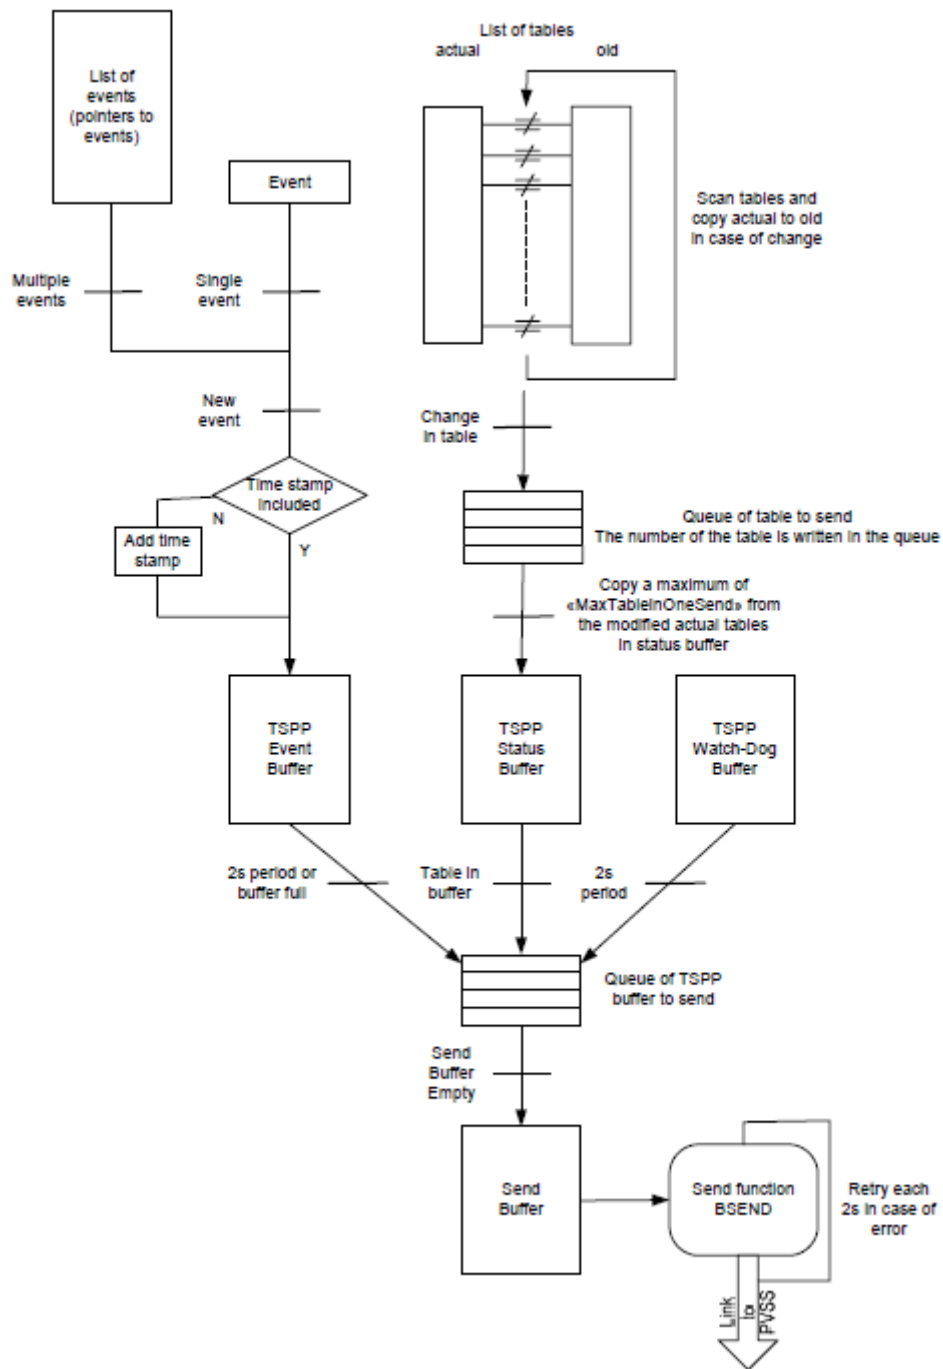 List of tables
actual
old
List of
events
(pointers to
events)
Event
Scan tables and
copy actual to old
in case of change
Multiple
events
Single
event
New
event
Change
in table
Time stamp
included
N
Y
Add time
stamp
Queue of table to send
The number of the table is written in the queue
Copy a maximum of
«MaxTableInOneSend» from
the modified actual tables
in status buffer
TSPP
Event
Buffer
TSPP
Status
Buffer
TSPP
Watch-Dog
Buffer
2s period or
buffer full
Table in
buffer
2s
period
Queue of TSPP
buffer to send
Send
Buffer
Empty
Send
Buffer
Send function
BSEND
Retry each
2s in case of
error
Link
to
PVSS